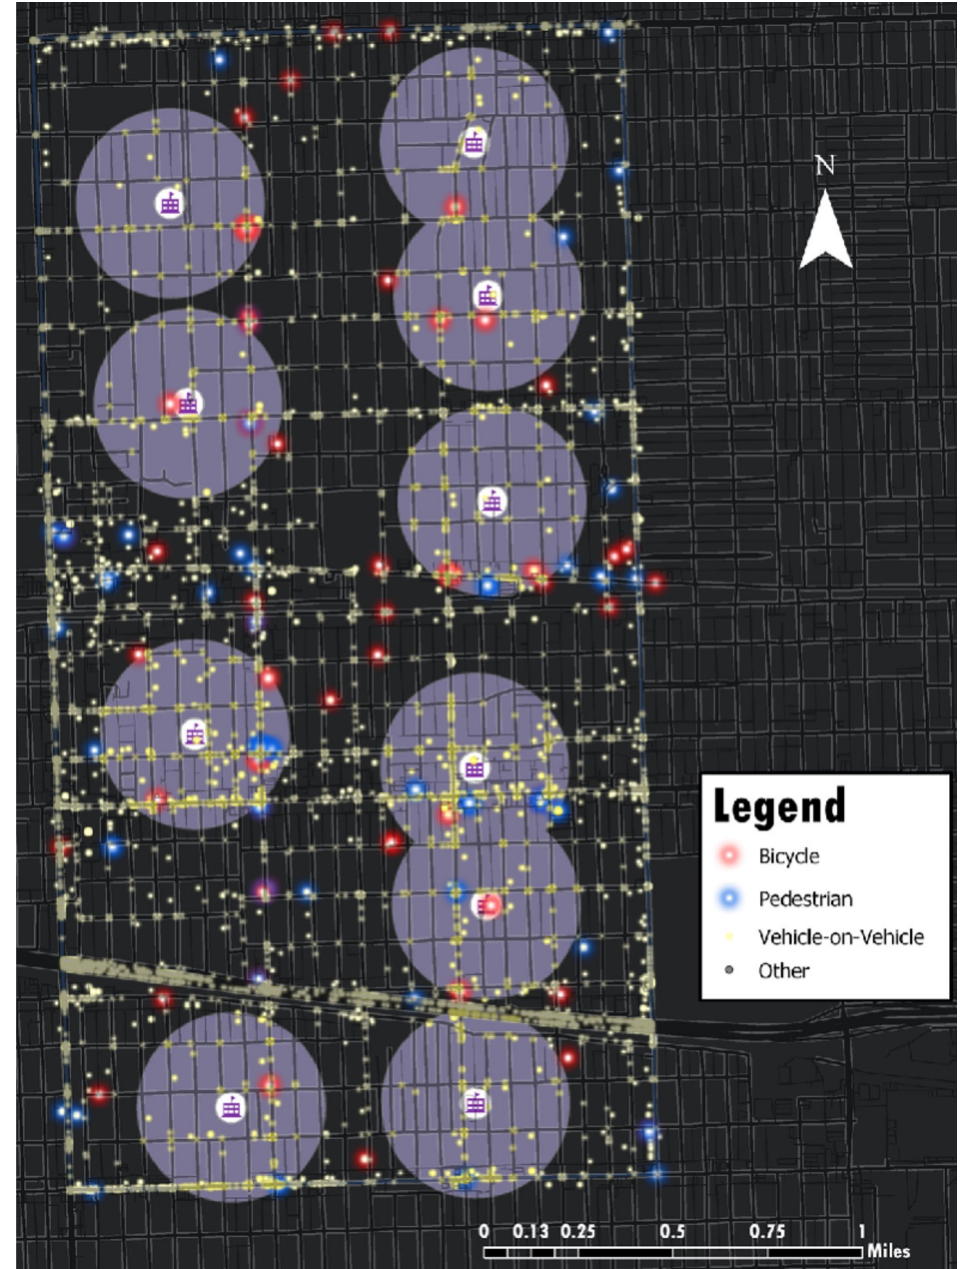 N
Legend
Bicycle
Pedestrian
Vehicle-on-Vehicle
Other
0 0.13 0.25 0.5 0.75 1
Miles